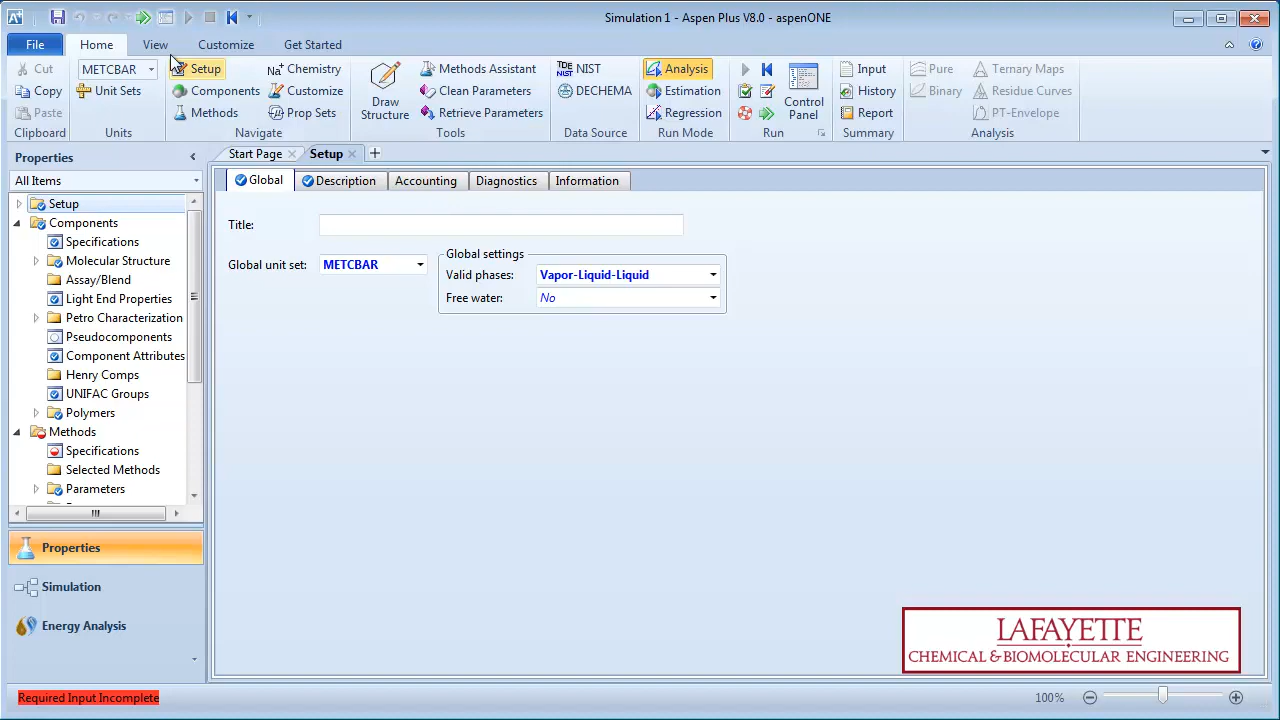 Simulation 1 - Aspen Plus V8.0 - aspenONE
File Home View Customize Get Started
Cut METCBAR Setup Na+ Chemistry Methods Assistant TDE NIST NIST Analysis Input Pure Ternary Maps
Copy Unit Sets Components Customize Clean Parameters DECHEMA Estimation History Binary Residue Curves
Paste Methods Prop Sets Draw Structure Retrieve Parameters Regression Control Panel Report PT-Envelope
Clipboard Units Navigate Tools Data Source Run Mode Run Summary Analysis
Properties
Start Page Setup
All Items
Global Description Accounting Diagnostics Information
Setup
Components
Specifications
Molecular Structure
Assay/Blend
Light End Properties
Petro Characterization
Pseudocomponents
Component Attributes
Henry Comps
UNIFAC Groups
Polymers
Methods
Specifications
Selected Methods
Parameters
Title:
Global unit set: METCBAR
Global settings
Valid phases: Vapor-Liquid-Liquid
Free water: No
Properties
Simulation
Energy Analysis
LAFAYETTE
CHEMICAL & BIOMOLECULAR ENGINEERING
Required Input Incomplete
100%